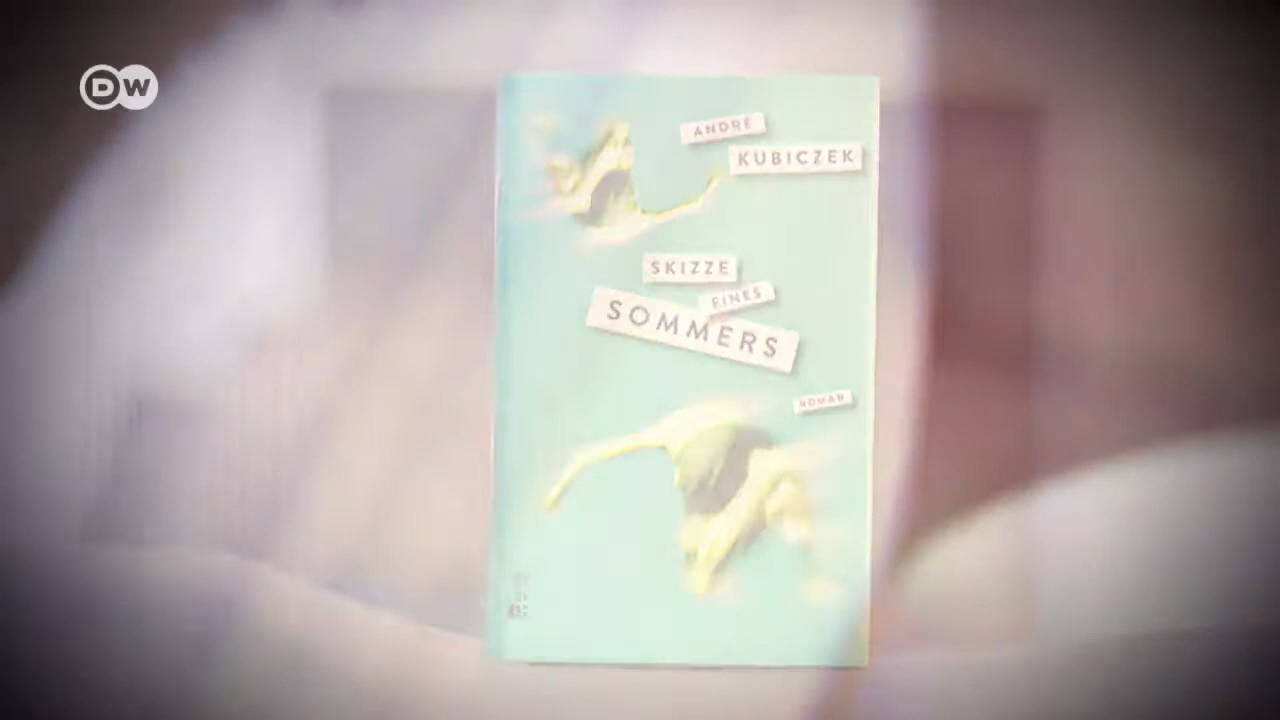 DW
ANDRÉ
KUBICZEK
SKIZZE
EINES
SOMMERS
ROMAN